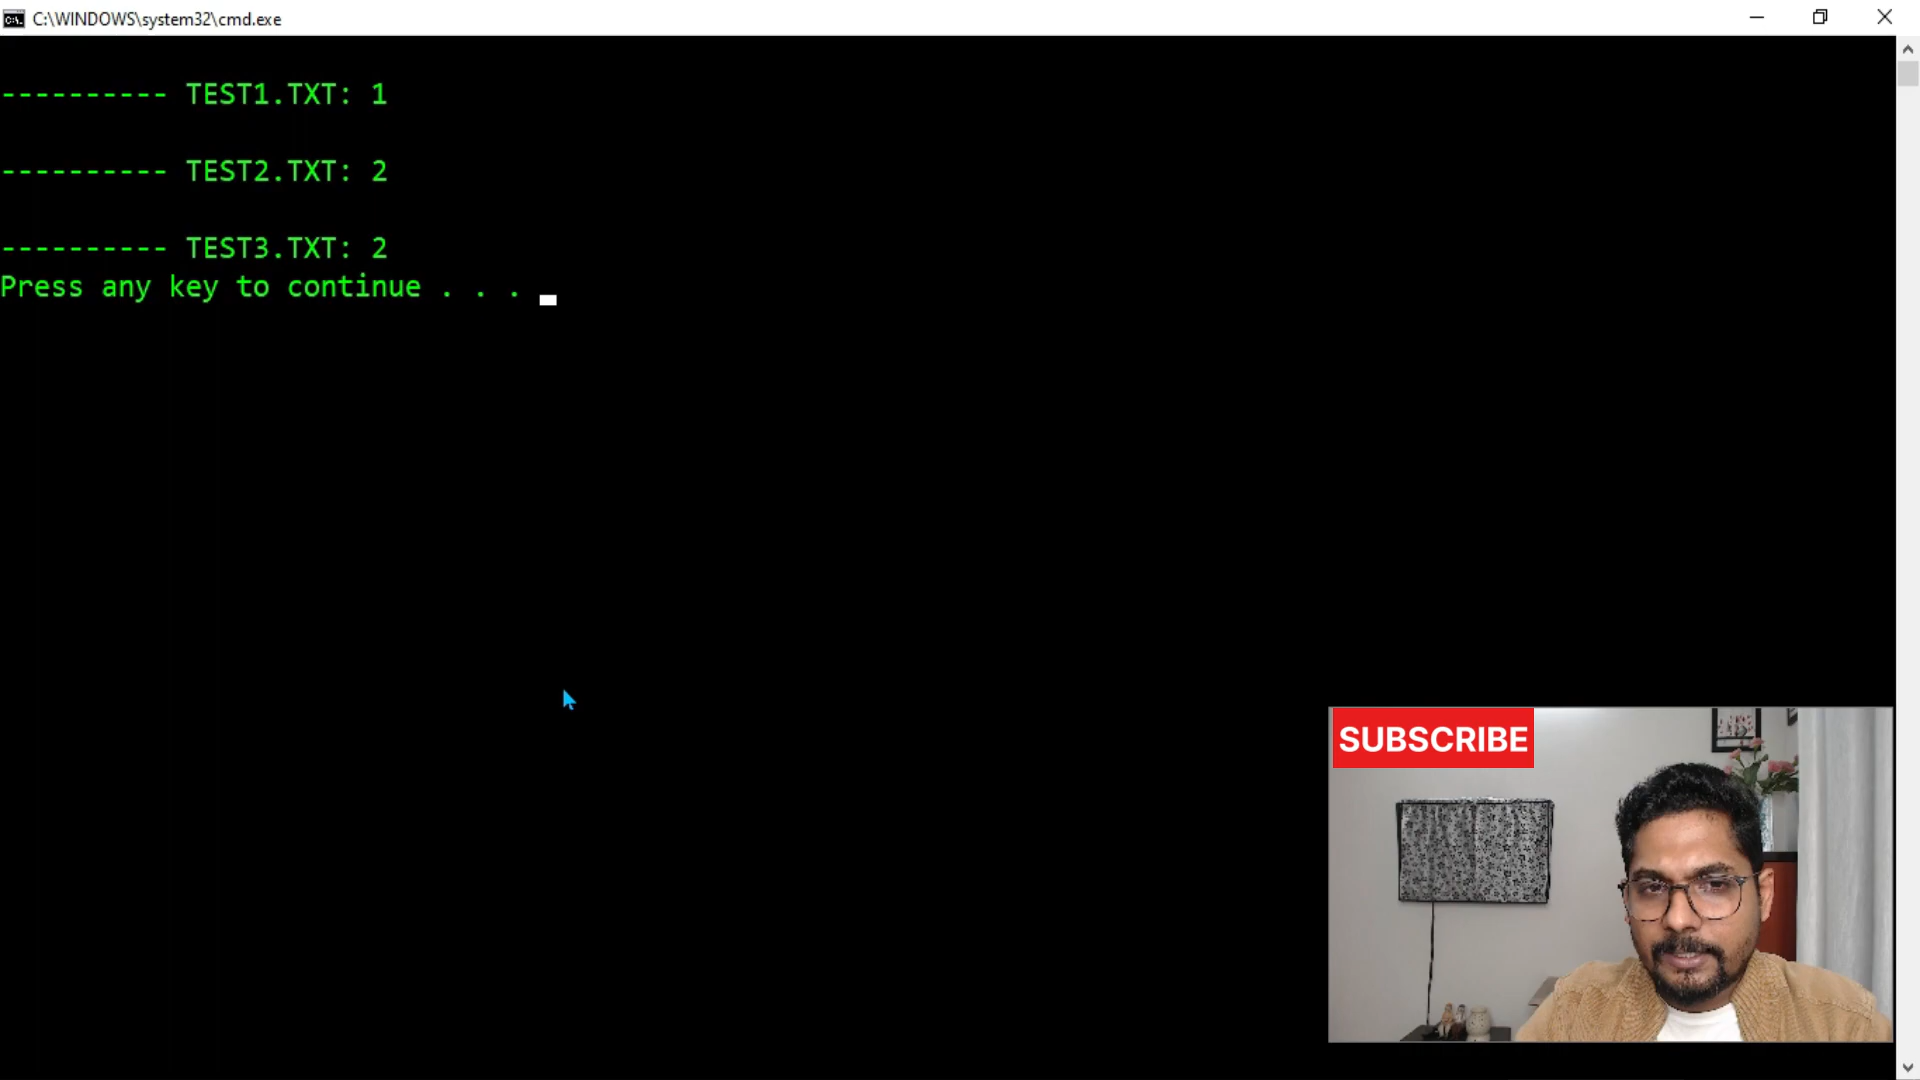 C:\WINDOWS\system32\cmd.exe
---------- TEST1.TXT: 1
---------- TEST2.TXT: 2
---------- TEST3.TXT: 2
Press any key to continue . . .
SUBSCRIBE